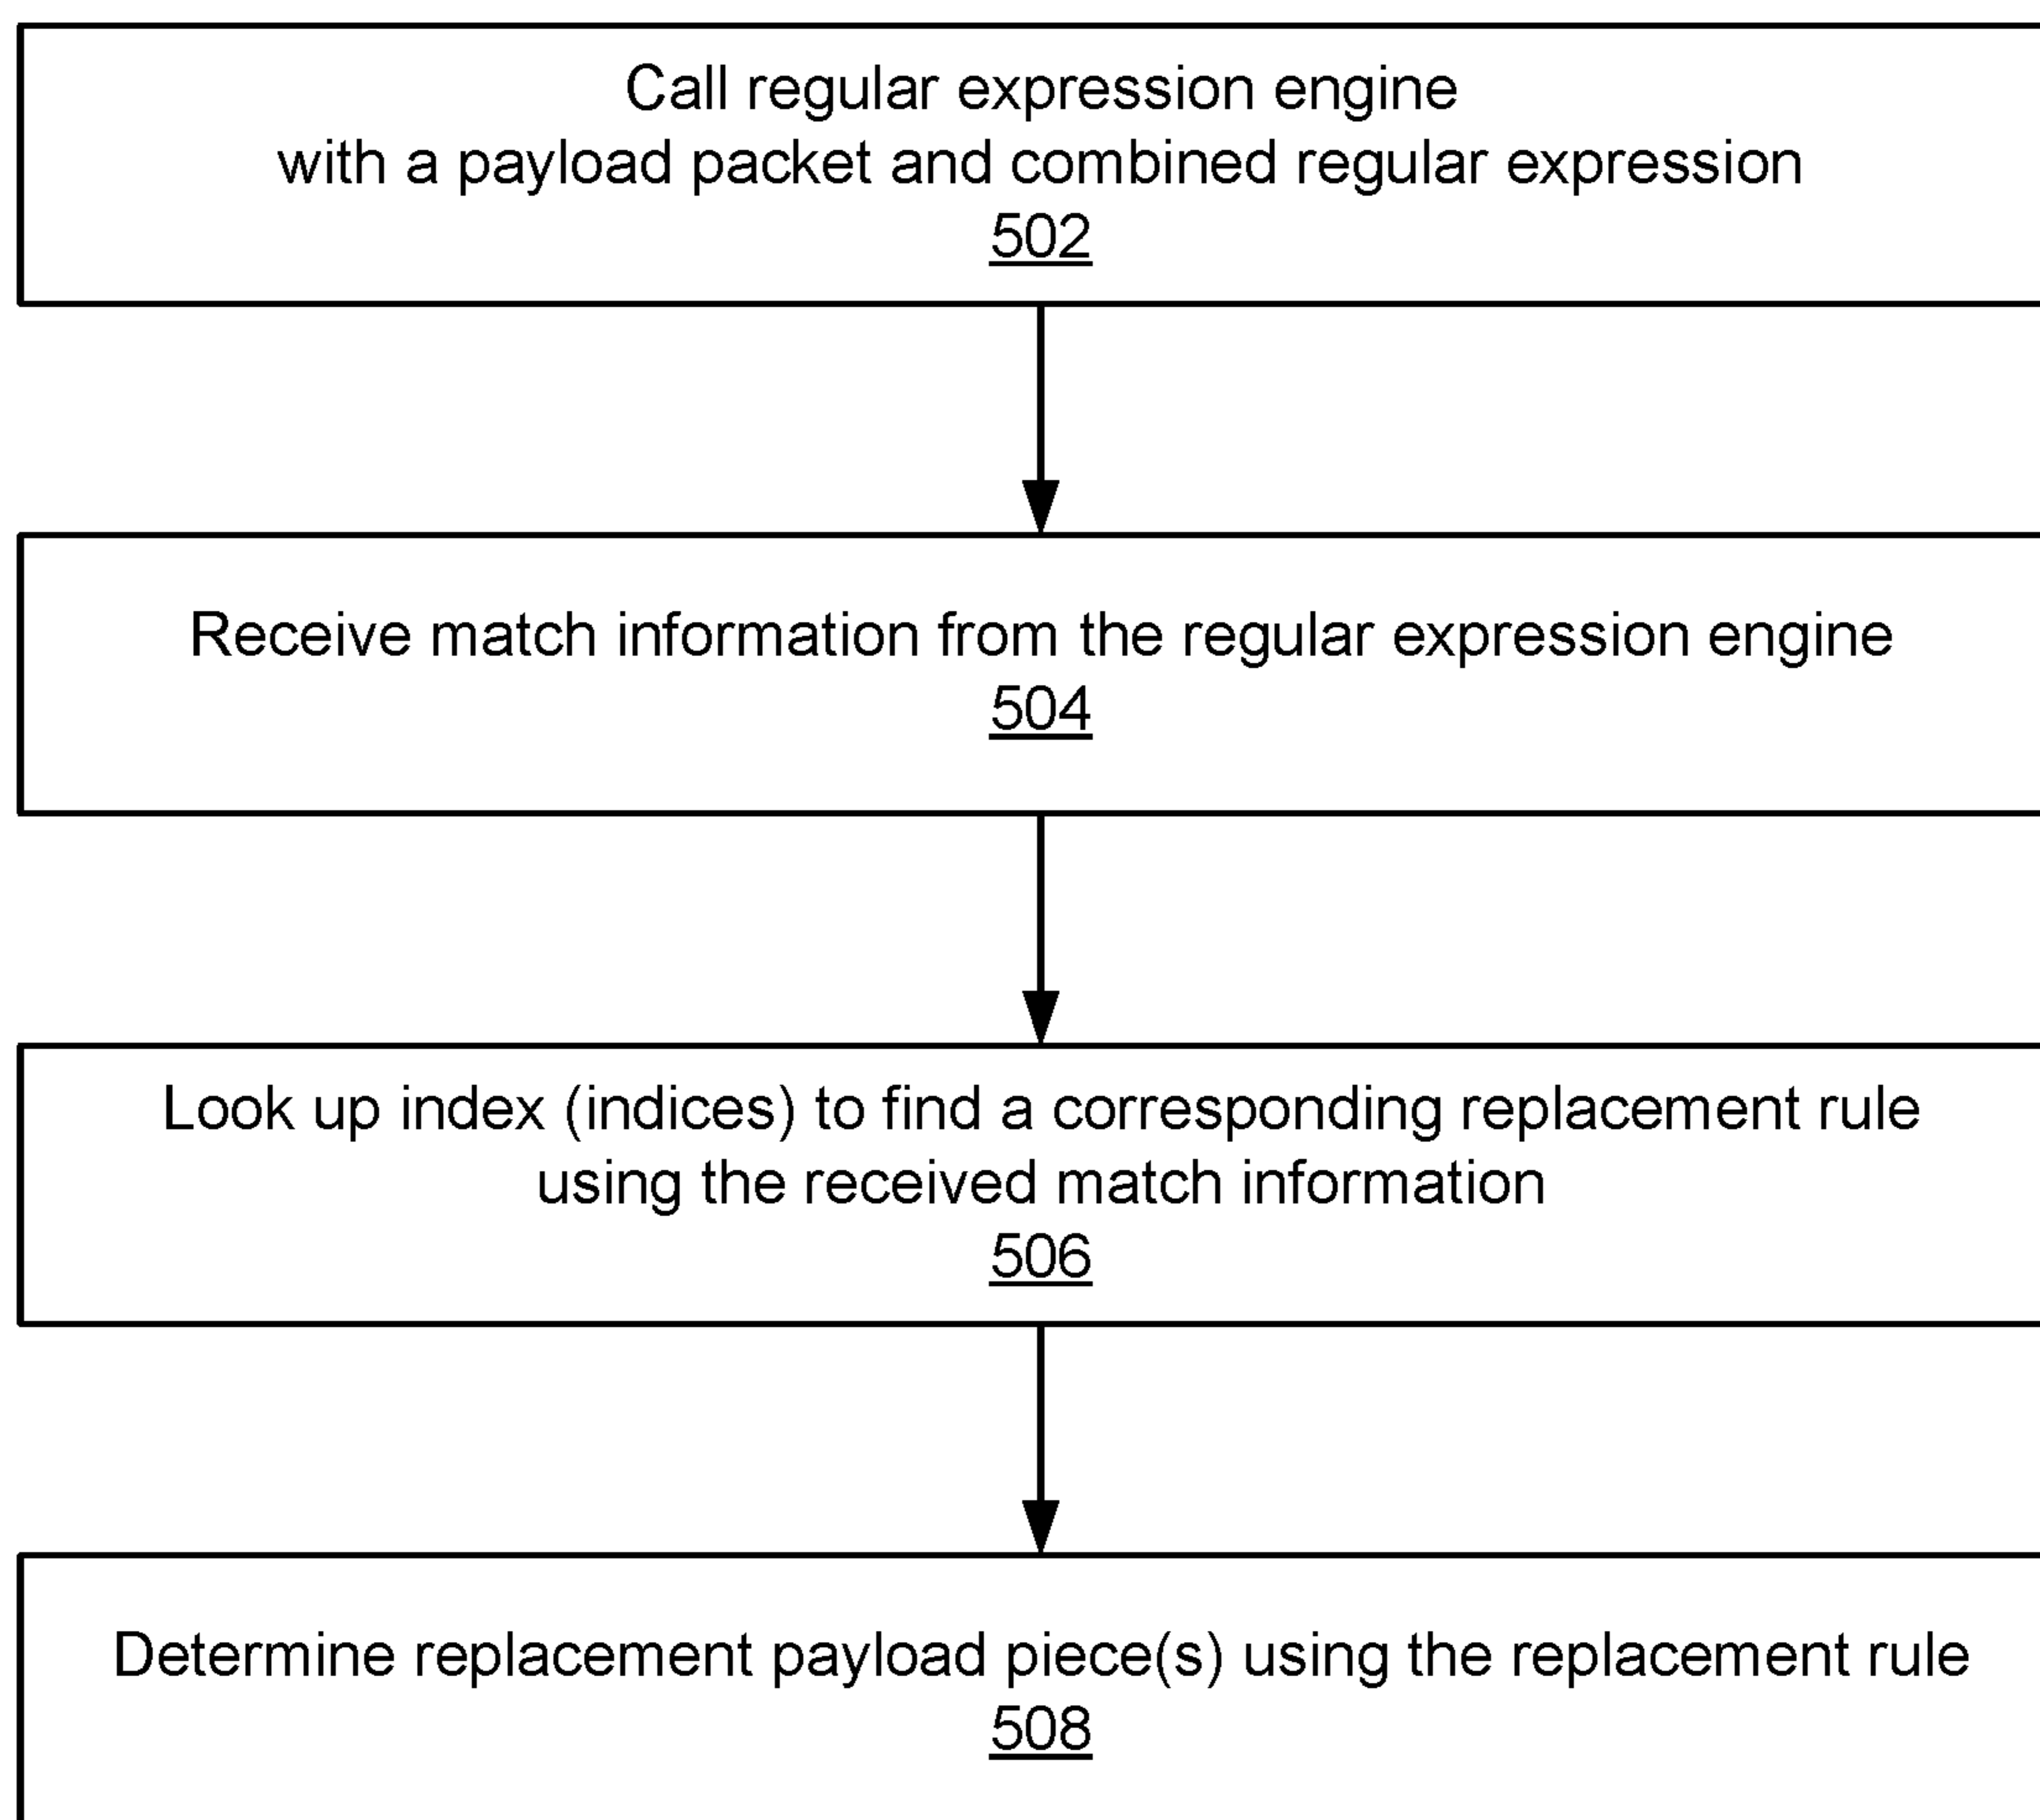 Call regular expression engine
with a payload packet and combined regular expression
502
Receive match information from the regular expression engine
504
Look up index (indices) to find a corresponding replacement rule
using the received match information
506
Determine replacement payload piece(s) using the replacement rule
508